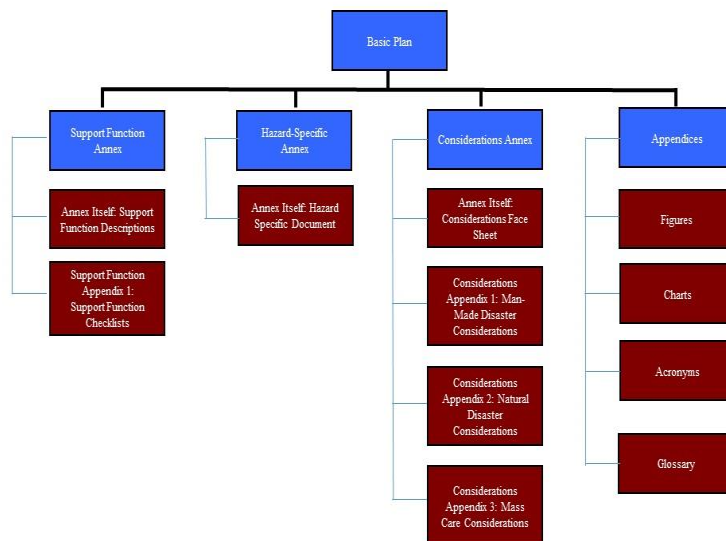 Basic Plan
Support Function
Annex
Hazard-Specific
Annex
Considerations Annex
Appendices
Annex Itself: Support
Function Descriptions
Support Function
Appendix 1:
Support Function
Checklists
Annex Itself: Hazard
Specific Document
Annex Itself:
Considerations Face
Sheet
Considerations
Appendix 1: Man-
Made Disaster
Considerations
Considerations
Appendix 2: Natural
Disaster
Considerations
Considerations
Appendix 3: Mass
Care Considerations
Figures
Charts
Acronyms
Glossary